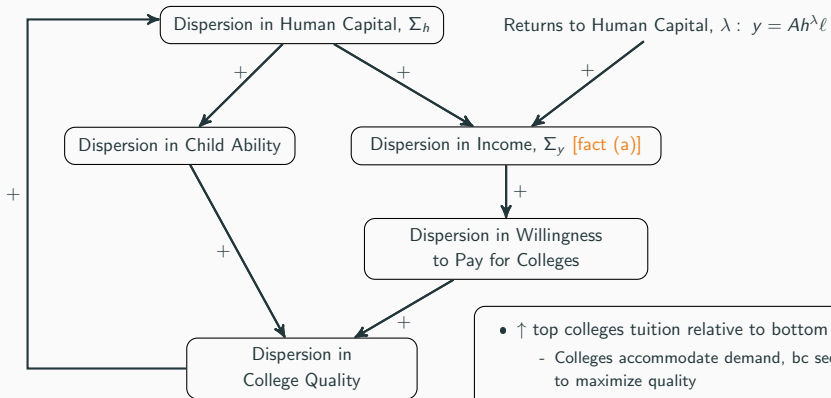 Dispersion in Human Capital, Σₕ
Returns to Human Capital, λ : y = Ah^λℓ
+
+
+
Dispersion in Child Ability
Dispersion in Income, Σ_y [fact (a)]
+
+
Dispersion in Willingness
to Pay for Colleges
+
+
• ↑ top colleges tuition relative to bottom
- Colleges accommodate demand, bc
to maximize quality
Dispersion in
College Quality